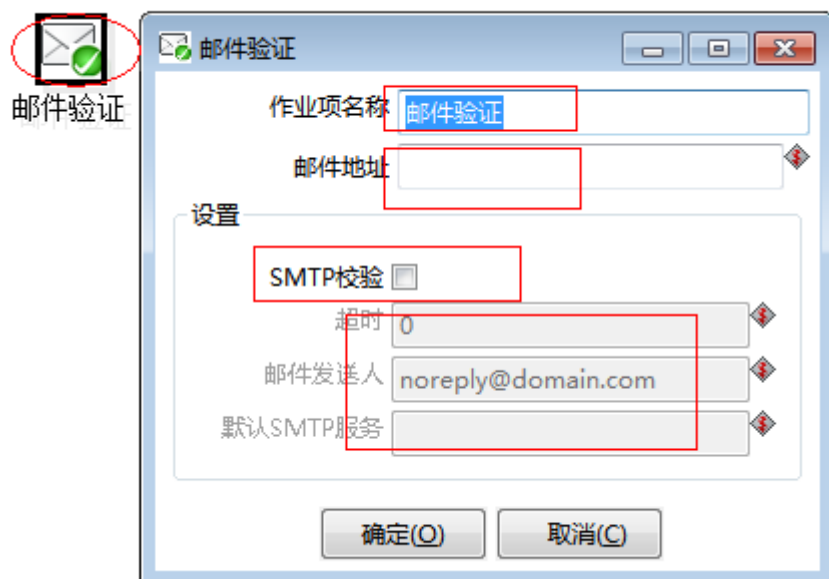 邮件验证
邮件验证
作业项名称 邮件验证
邮件地址
设置
SMTP校验
超时 0
邮件发送人 noreply@domain.com
默认SMTP服务
确定(O) 取消(C)